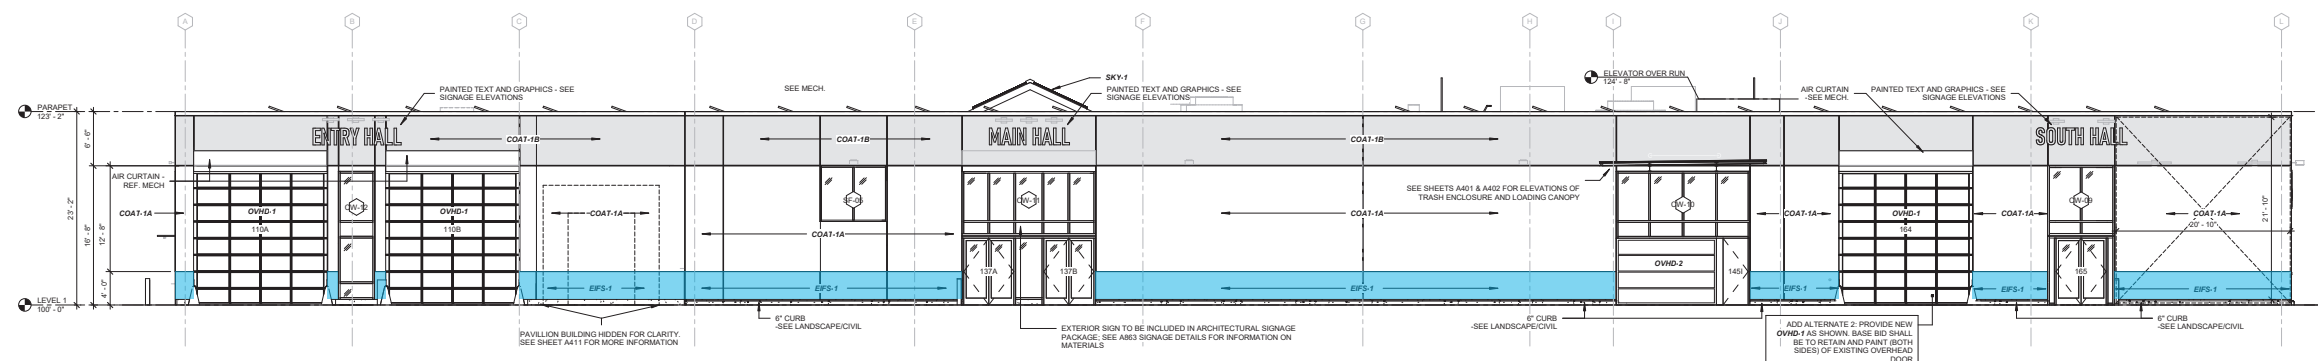 A
B
C
D
E
F
G
H
I
J
K
L
PARAPET
123' - 2"
LEVEL 1
100' - 0"
23' - 2"
6' - 6"
16' - 8"
12' - 8"
4' - 0"
AIR CURTAIN -
REF. MECH
COAT-1A
PAINTED TEXT AND GRAPHICS - SEE
SIGNAGE ELEVATIONS
ENTRY HALL
COAT-1B
OVHD-1
110A
CW-12
OVHD-1
110B
COAT-1A
EIFS-1
PAVILLION BUILDING HIDDEN FOR CLARITY.
SEE SHEET A411 FOR MORE INFORMATION
SEE MECH.
COAT-1B
SF-05
COAT-1A
EIFS-1
6" CURB
-SEE LANDSCAPE/CIVIL
SKY-1
PAINTED TEXT AND GRAPHICS - SEE
SIGNAGE ELEVATIONS
MAIN HALL
CW-11
137A
137B
EXTERIOR SIGN TO BE INCLUDED IN ARCHITECTURAL SIGNAGE
PACKAGE; SEE A863 SIGNAGE DETAILS FOR INFORMATION ON
MATERIALS
COAT-1B
COAT-1A
EIFS-1
SEE SHEETS A401 & A402 FOR ELEVATIONS OF
TRASH ENCLOSURE AND LOADING CANOPY
6" CURB
-SEE LANDSCAPE/CIVIL
ELEVATOR OVER RUN
124' - 8"
CW-10
OVHD-2
145I
COAT-1A
EIFS-1
AIR CURTAIN
-SEE MECH.
OVHD-1
164
ADD ALTERNATE 2: PROVIDE NEW
OVHD-1 AS SHOWN. BASE BID SHALL
BE TO RETAIN AND PAINT (BOTH
SIDES) OF EXISTING OVERHEAD
DOOR
PAINTED TEXT AND GRAPHICS - SEE
SIGNAGE ELEVATIONS
SOUTH HALL
COAT-1A
EIFS-1
CW-09
165
COAT-1A
20' - 10"
21' - 10"
EIFS-1
6" CURB
-SEE LANDSCAPE/CIVIL